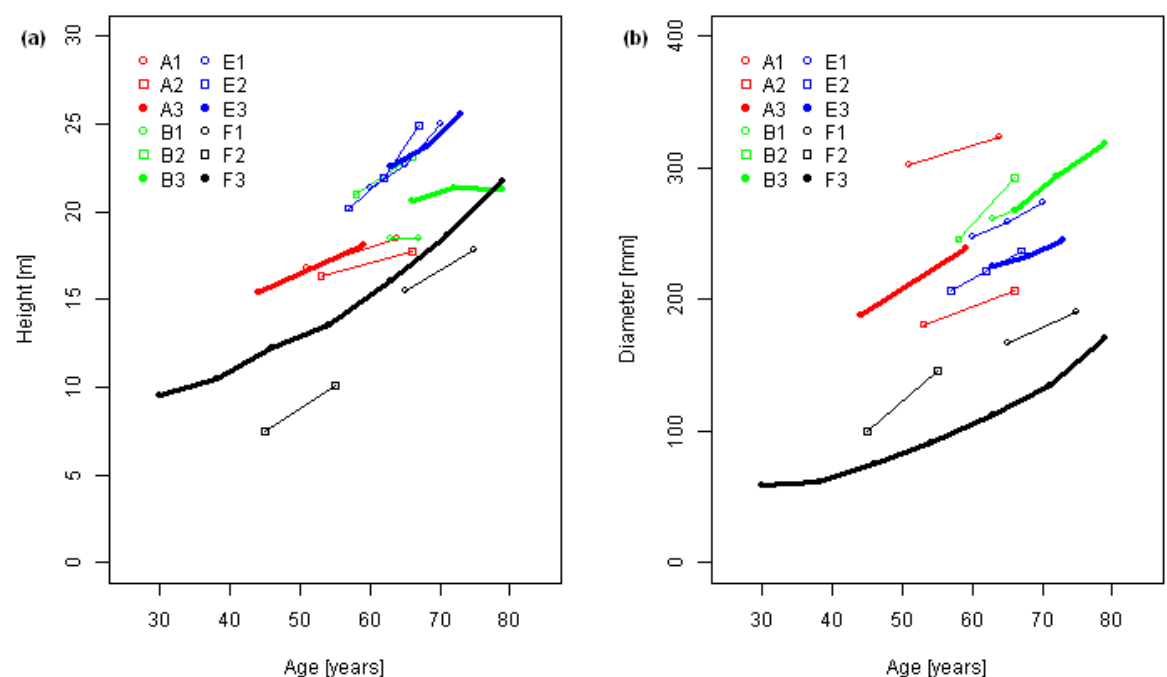 (a)
30
25
20
15
10
5
0
Height [m]
A1 E1
A2 E2
A3 E3
B1 F1
B2 F2
B3 F3
30 40 50 60 70 80
Age [years]
(b)
400
300
200
100
0
Diameter [mm]
A1 E1
A2 E2
A3 E3
B1 F1
B2 F2
B3 F3
30 40 50 60 70 80
Age [years]